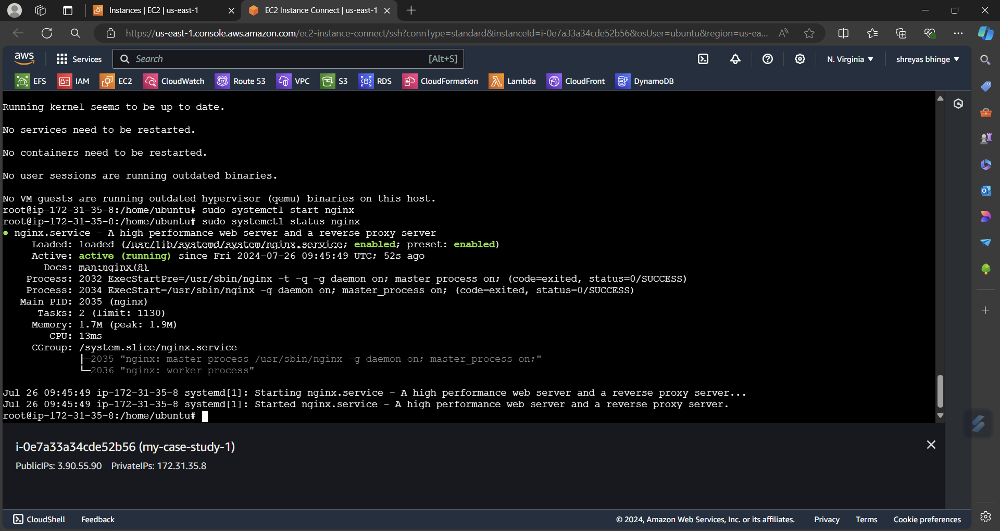 Instances | EC2 | us-east-1
EC2 Instance Connect | us-east-1
https://us-east-1.console.aws.amazon.com/ec2-instance-connect/ssh?connType=standard&instanceId=i-0e7a33a34cde52b56&osUser=ubuntu&region=us-ea...
aws
Services
Search
[Alt+S]
N. Virginia
shreyas bhinge
EFS
IAM
EC2
CloudWatch
Route 53
VPC
S3
RDS
CloudFormation
Lambda
CloudFront
DynamoDB
Running kernel seems to be up-to-date.
No services need to be restarted.
No containers need to be restarted.
No user sessions are running outdated binaries.
No VM guests are running outdated hypervisor (qemu) binaries on this host.
root@ip-172-31-35-8:/home/ubuntu# sudo systemctl start nginx
root@ip-172-31-35-8:/home/ubuntu# sudo systemctl status nginx
● nginx.service - A high performance web server and a reverse proxy server
Loaded: loaded (/usr/lib/systemd/system/nginx.service; enabled; preset: enabled)
Active: active (running) since Fri 2024-07-26 09:45:49 UTC; 52s ago
Docs: man:nginx(8)
Process: 2032 ExecStartPre=/usr/sbin/nginx -t -q -g daemon on; master_process on; (code=exited, status=0/SUCCESS)
Process: 2034 ExecStart=/usr/sbin/nginx -g daemon on; master_process on; (code=exited, status=0/SUCCESS)
Main PID: 2035 (nginx)
Tasks: 2 (limit: 1130)
Memory: 1.7M (peak: 1.9M)
CPU: 13ms
CGroup: /system.slice/nginx.service
├─2035 "nginx: master process /usr/sbin/nginx -g daemon on; master_process on;"
└─2036 "nginx: worker process"
Jul 26 09:45:49 ip-172-31-35-8 systemd[1]: Starting nginx.service - A high performance web server and a reverse proxy server...
Jul 26 09:45:49 ip-172-31-35-8 systemd[1]: Started nginx.service - A high performance web server and a reverse proxy server.
root@ip-172-31-35-8:/home/ubuntu#
i-0e7a33a34cde52b56 (my-case-study-1)
PublicIPs: 3.90.55.90 PrivateIPs: 172.31.35.8
CloudShell
Feedback
© 2024, Amazon Web Services, Inc. or its affiliates.
Privacy
Terms
Cookie preferences